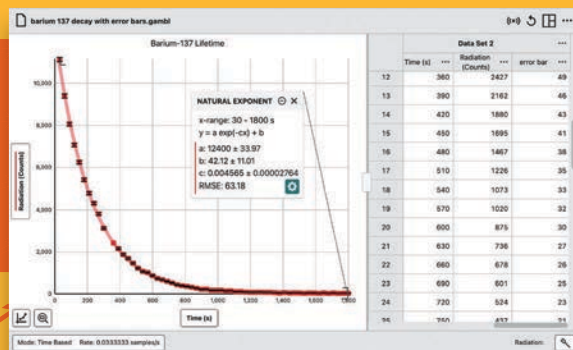 barium 137 decay with error bars.gambl
Barium-137 Lifetime
10,000
8,000
6,000
4,000
2,000
0
Radiation (Counts)
0 200 400 600 800 1,000 1,200 1,400 1,600 1,800
Time (s)
NATURAL EXPONENT
x-range: 30 - 1800 s
y = a exp(-cx) + b
a: 12400 ± 33.97
b: 42.12 ± 11.01
c: 0.004565 ± 0.00002764
RMSE: 63.18
Data Set 2
Time (s) Radiation (Counts) error bar
12 360 2427 49
13 390 2162 46
14 420 1880 43
15 450 1695 41
16 480 1467 38
17 510 1226 35
18 540 1073 33
19 570 1020 32
20 600 875 30
21 630 736 27
22 660 678 26
23 690 601 25
24 720 524 23
25 750 437 21
Mode: Time Based Rate: 0.0333333 samples/s
Radiation: